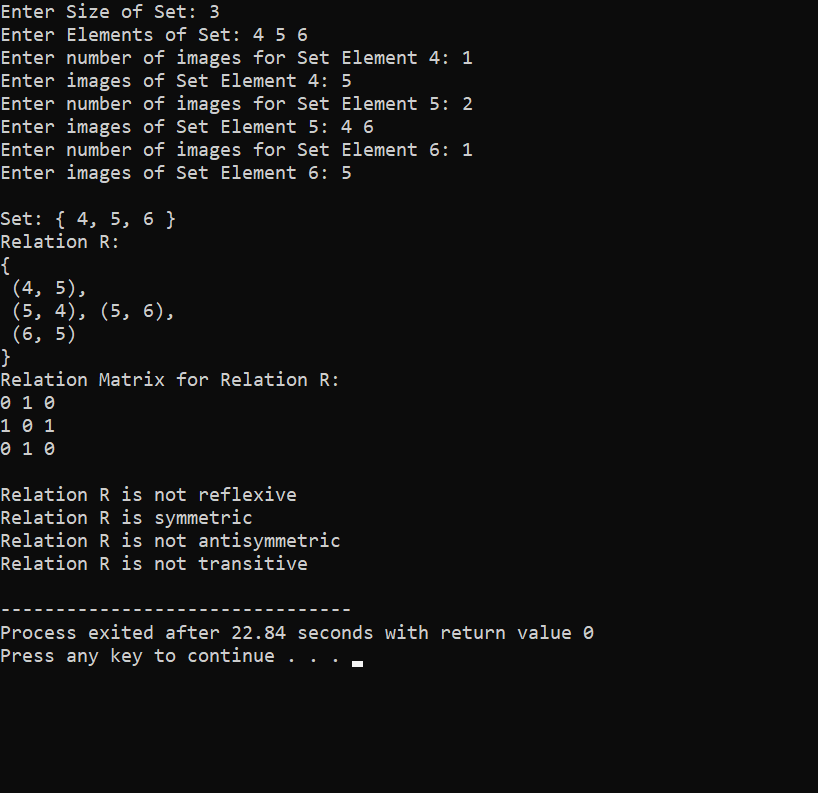 Enter Size of Set: 3
Enter Elements of Set: 4 5 6
Enter number of images for Set Element 4: 1
Enter images of Set Element 4: 5
Enter number of images for Set Element 5: 2
Enter images of Set Element 5: 4 6
Enter number of images for Set Element 6: 1
Enter images of Set Element 6: 5

Set: { 4, 5, 6 }
Relation R:
{
 (4, 5),
 (5, 4), (5, 6),
 (6, 5)
}
Relation Matrix for Relation R:
0 1 0
1 0 1
0 1 0

Relation R is not reflexive
Relation R is symmetric
Relation R is not antisymmetric
Relation R is not transitive

--------------------------------
Process exited after 22.84 seconds with return value 0
Press any key to continue . . .